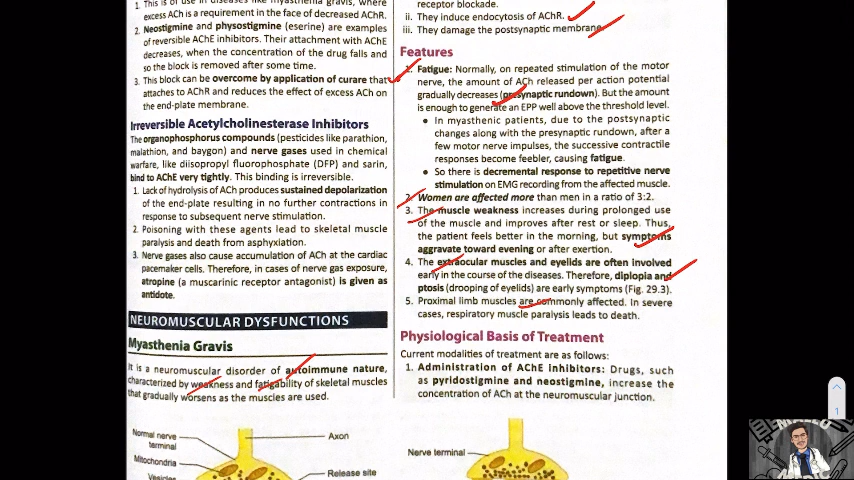 1. This is of use in diseases like myasthenia gravis, where
excess ACh is a requirement in the face of decreased AChR.
2. Neostigmine and physostigmine (eserine) are examples
of reversible AChE inhibitors. Their attachment with AChE
decreases, when the concentration of the drug falls and
so the block is removed after some time.
3. This block can be overcome by application of curare that
attaches to AChR and reduces the effect of excess ACh on
the end-plate membrane.
Irreversible Acetylcholinesterase Inhibitors
The organophosphorus compounds (pesticides like parathion,
malathion, and baygon) and nerve gases used in chemical
warfare, like diisopropyl fluorophosphate (DFP) and sarin,
bind to AChE very tightly. This binding is irreversible.
1. Lack of hydrolysis of ACh produces sustained depolarization
of the end-plate resulting in no further contractions in
response to subsequent nerve stimulation.
2. Poisoning with these agents lead to skeletal muscle
paralysis and death from asphyxiation.
3. Nerve gases also cause accumulation of ACh at the cardiac
pacemaker cells. Therefore, in cases of nerve gas exposure,
atropine (a muscarinic receptor antagonist) is given as
antidote.
NEUROMUSCULAR DYSFUNCTIONS
Myasthenia Gravis
It is a neuromuscular disorder of autoimmune nature,
characterized by weakness and fatigability of skeletal muscles
that gradually worsens as the muscles are used.
Normal nerve
terminal
Mitochondria
Vesicles
Axon
Release site
receptor blockade.
ii. They induce endocytosis of AChR.
iii. They damage the postsynaptic membrane.
Features
1. Fatigue: Normally, on repeated stimulation of the motor
nerve, the amount of ACh released per action potential
gradually decreases (presynaptic rundown). But the amount
is enough to generate an EPP well above the threshold level.
• In myasthenic patients, due to the postsynaptic
changes along with the presynaptic rundown, after a
few motor nerve impulses, the successive contractile
responses become feebler, causing fatigue.
• So there is decremental response to repetitive nerve
stimulation on EMG recording from the affected muscle.
2. Women are affected more than men in a ratio of 3:2.
3. The muscle weakness increases during prolonged use
of the muscle and improves after rest or sleep. Thus,
the patient feels better in the morning, but symptoms
aggravate toward evening or after exertion.
4. The extraocular muscles and eyelids are often involved
early in the course of the diseases. Therefore, diplopia and
ptosis (drooping of eyelids) are early symptoms (Fig. 29.3).
5. Proximal limb muscles are commonly affected. In severe
cases, respiratory muscle paralysis leads to death.
Physiological Basis of Treatment
Current modalities of treatment are as follows:
1. Administration of AChE Inhibitors: Drugs, such
as pyridostigmine and neostigmine, increase the
concentration of ACh at the neuromuscular junction.
Nerve terminal
1